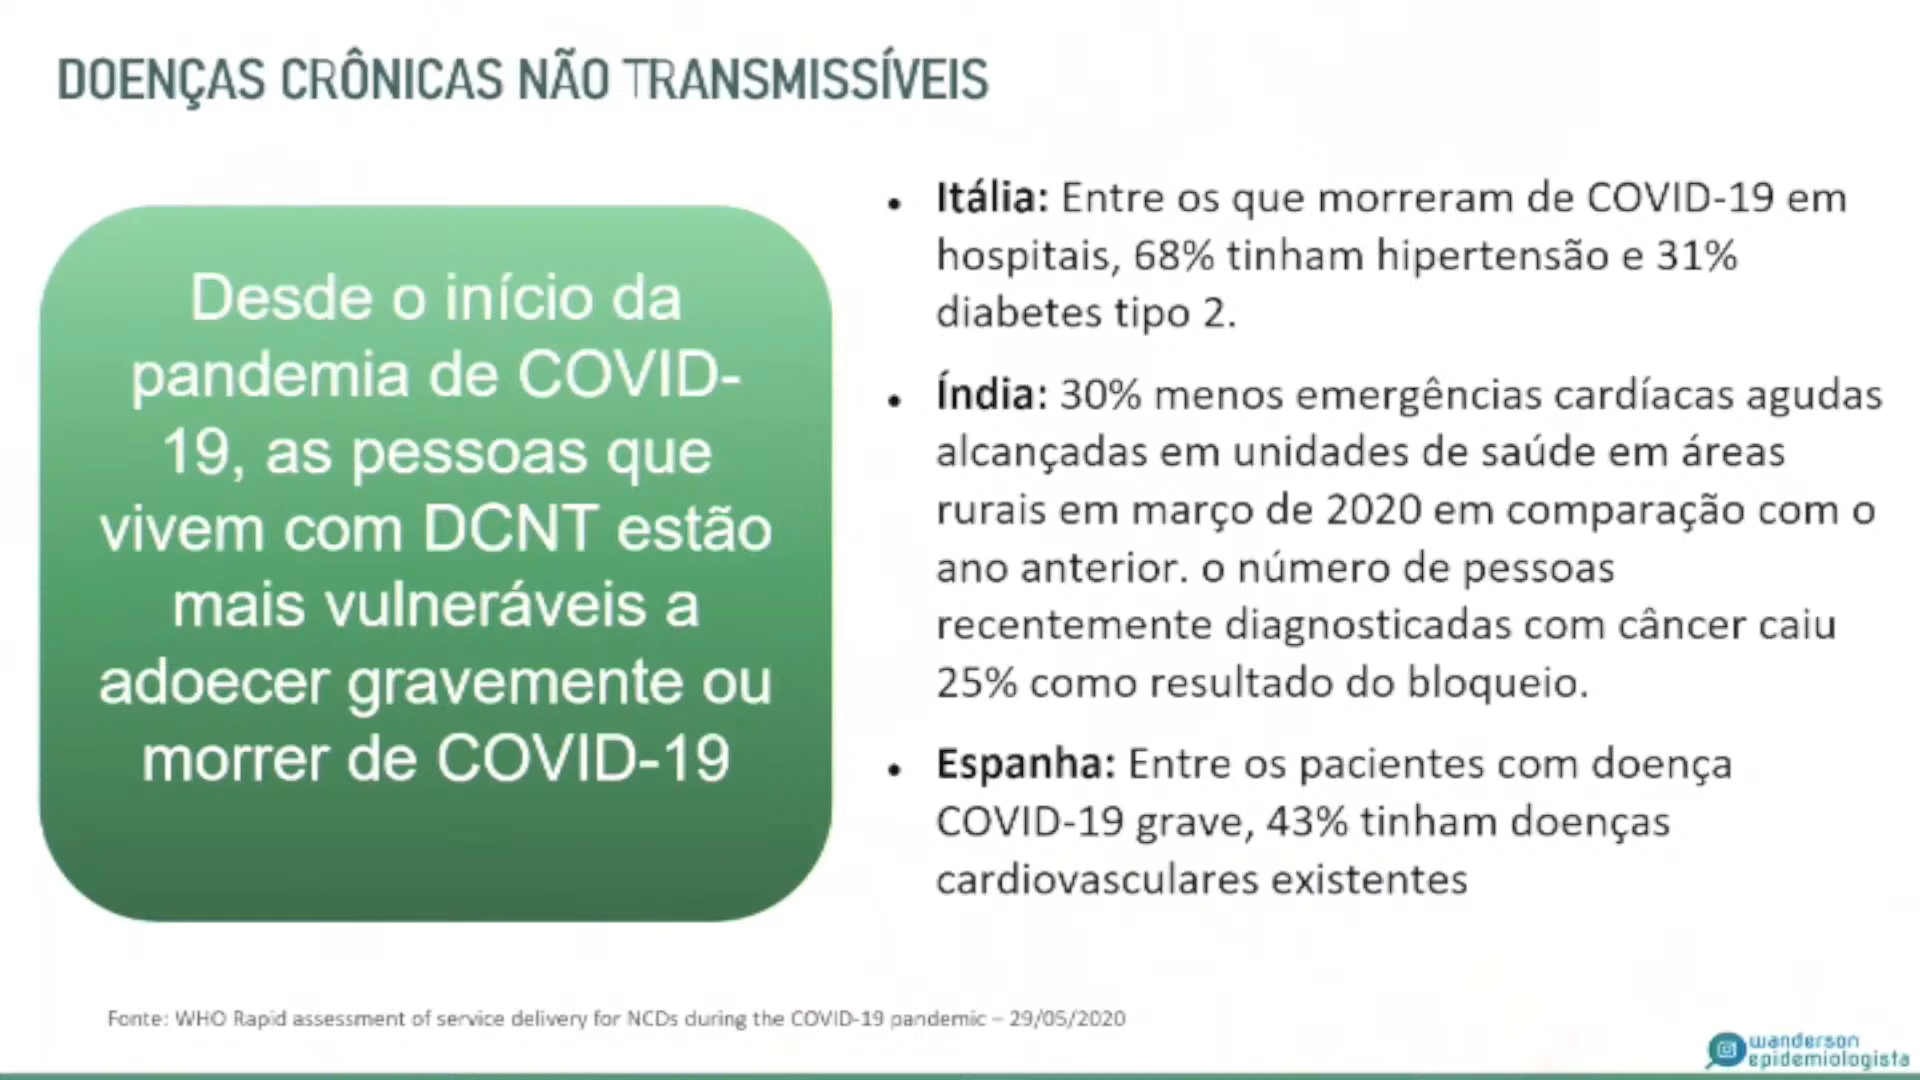 DOENÇAS CRÔNICAS NÃO TRANSMISSÍVEIS
Desde o início da
pandemia de COVID-
19, as pessoas que
vivem com DCNT estão
mais vulneráveis a
adoecer gravemente ou
morrer de COVID-19
• Itália: Entre os que morreram de COVID-19 em
hospitais, 68% tinham hipertensão e 31%
diabetes tipo 2.
• Índia: 30% menos emergências cardíacas agudas
alcançadas em unidades de saúde em áreas
rurais em março de 2020 em comparação com o
ano anterior. o número de pessoas
recentemente diagnosticadas com câncer caiu
25% como resultado do bloqueio.
• Espanha: Entre os pacientes com doença
COVID-19 grave, 43% tinham doenças
cardiovasculares existentes
Fonte: WHO Rapid assessment of service delivery for NCDs during the COVID-19 pandemic – 29/05/2020
wanderson
epidemiologista